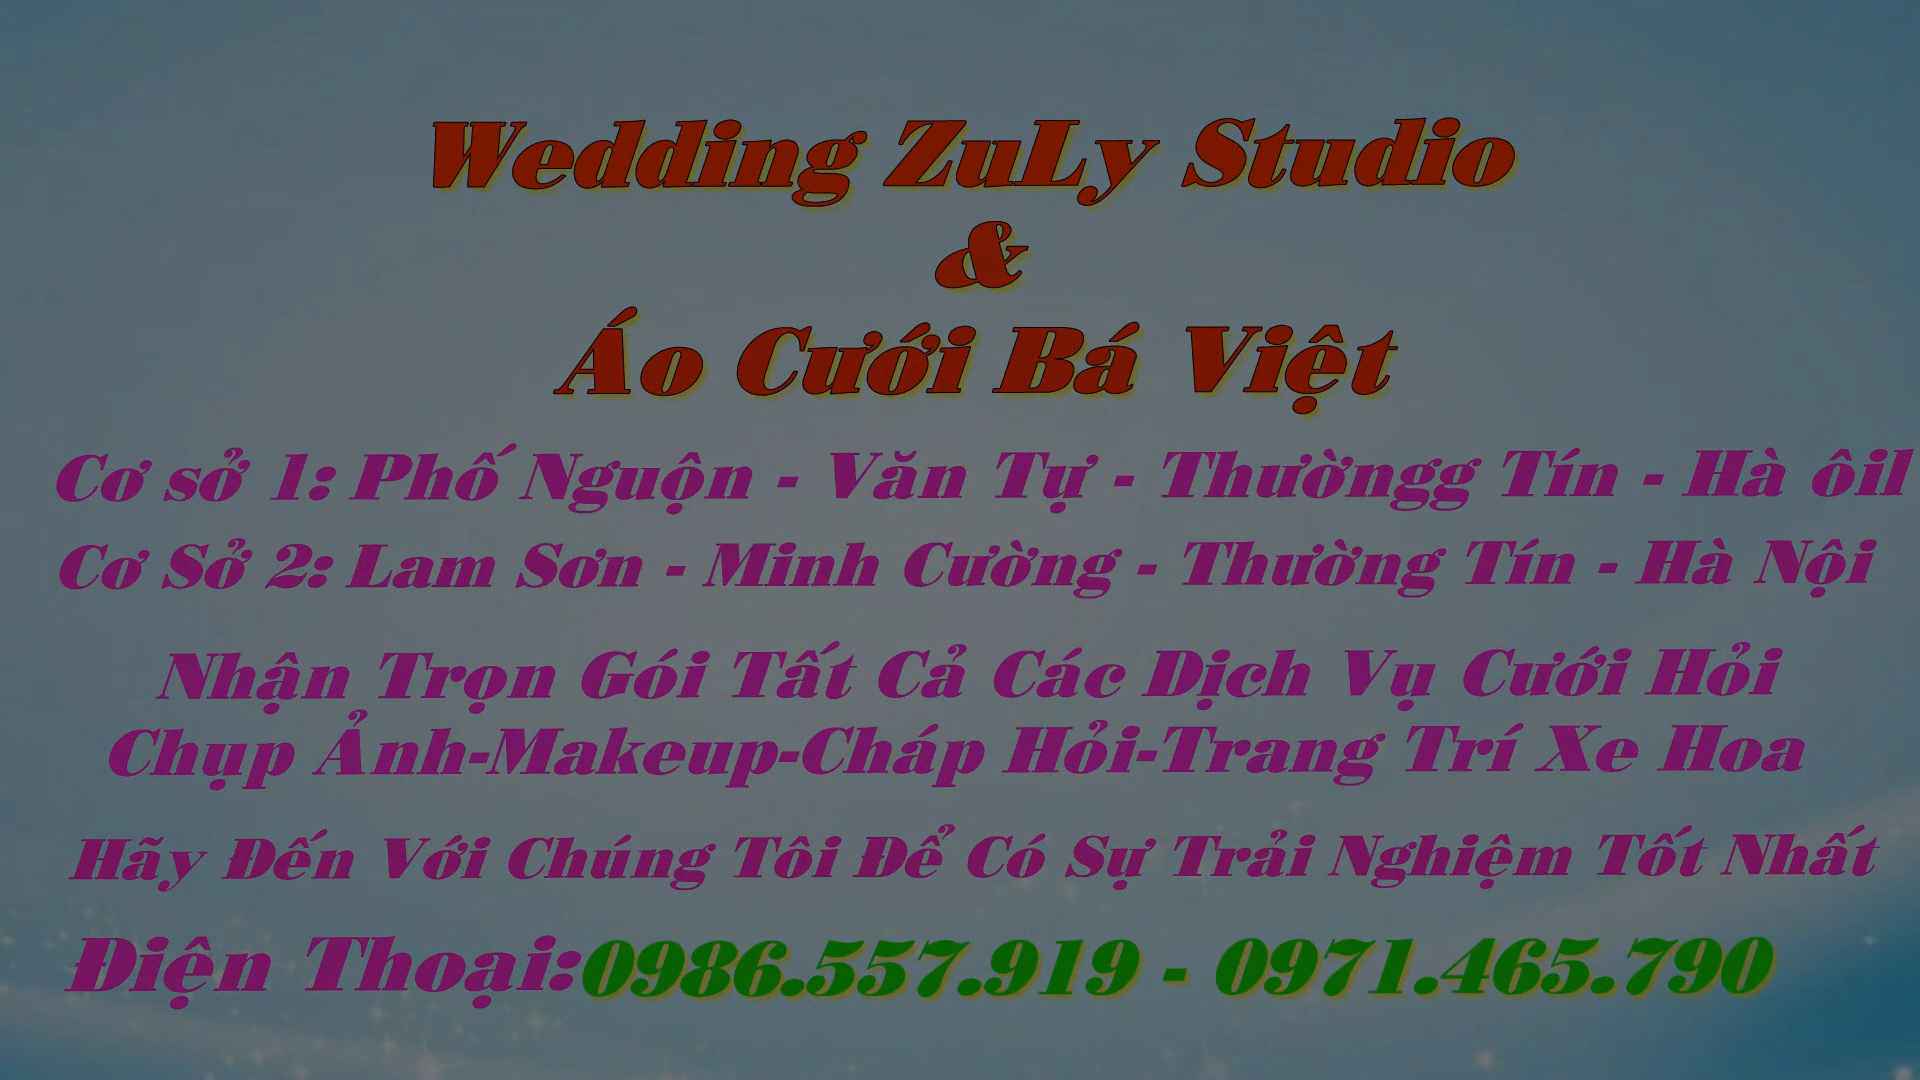 Wedding ZuLy Studio
&
Áo Cưới Bá Việt
Cơ sở 1: Phố Nguộn - Văn Tự - Thườngg Tín - Hà ôil
Cơ Sở 2: Lam Sơn - Minh Cường - Thường Tín - Hà Nội
Nhận Trọn Gói Tất Cả Các Dịch Vụ Cưới Hỏi
Chụp Ảnh-Makeup-Cháp Hỏi-Trang Trí Xe Hoa
Hãy Đến Với Chúng Tôi Để Có Sự Trải Nghiệm Tốt Nhất
Điện Thoại:0986.557.919 - 0971.465.790